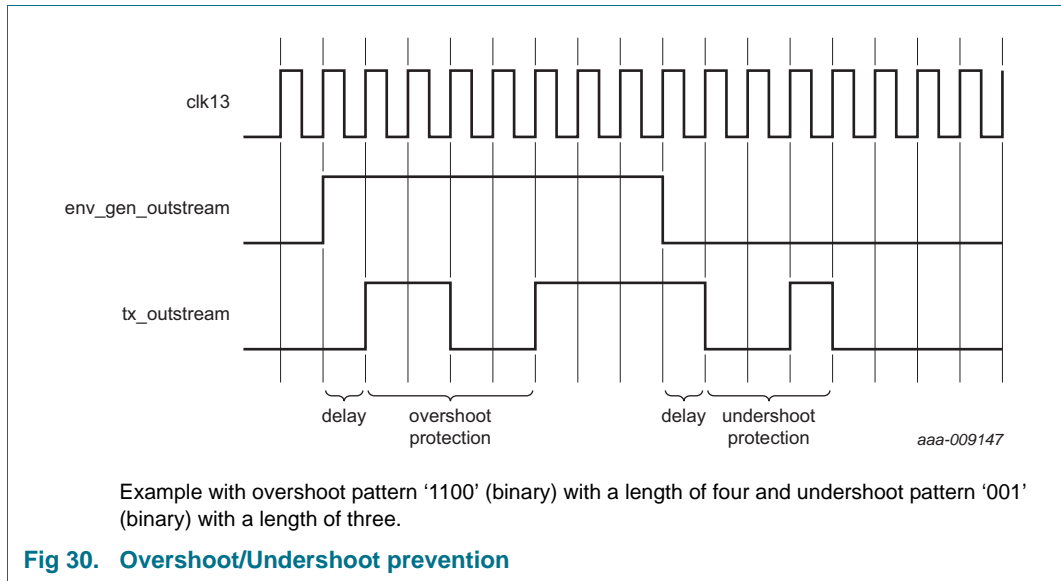 clk13
env_gen_outstream
tx_outstream
delay overshoot protection delay undershoot protection
aaa-009147
Example with overshoot pattern ‘1100’ (binary) with a length of four and undershoot pattern ‘001’
(binary) with a length of three.
Fig 30. Overshoot/Undershoot prevention